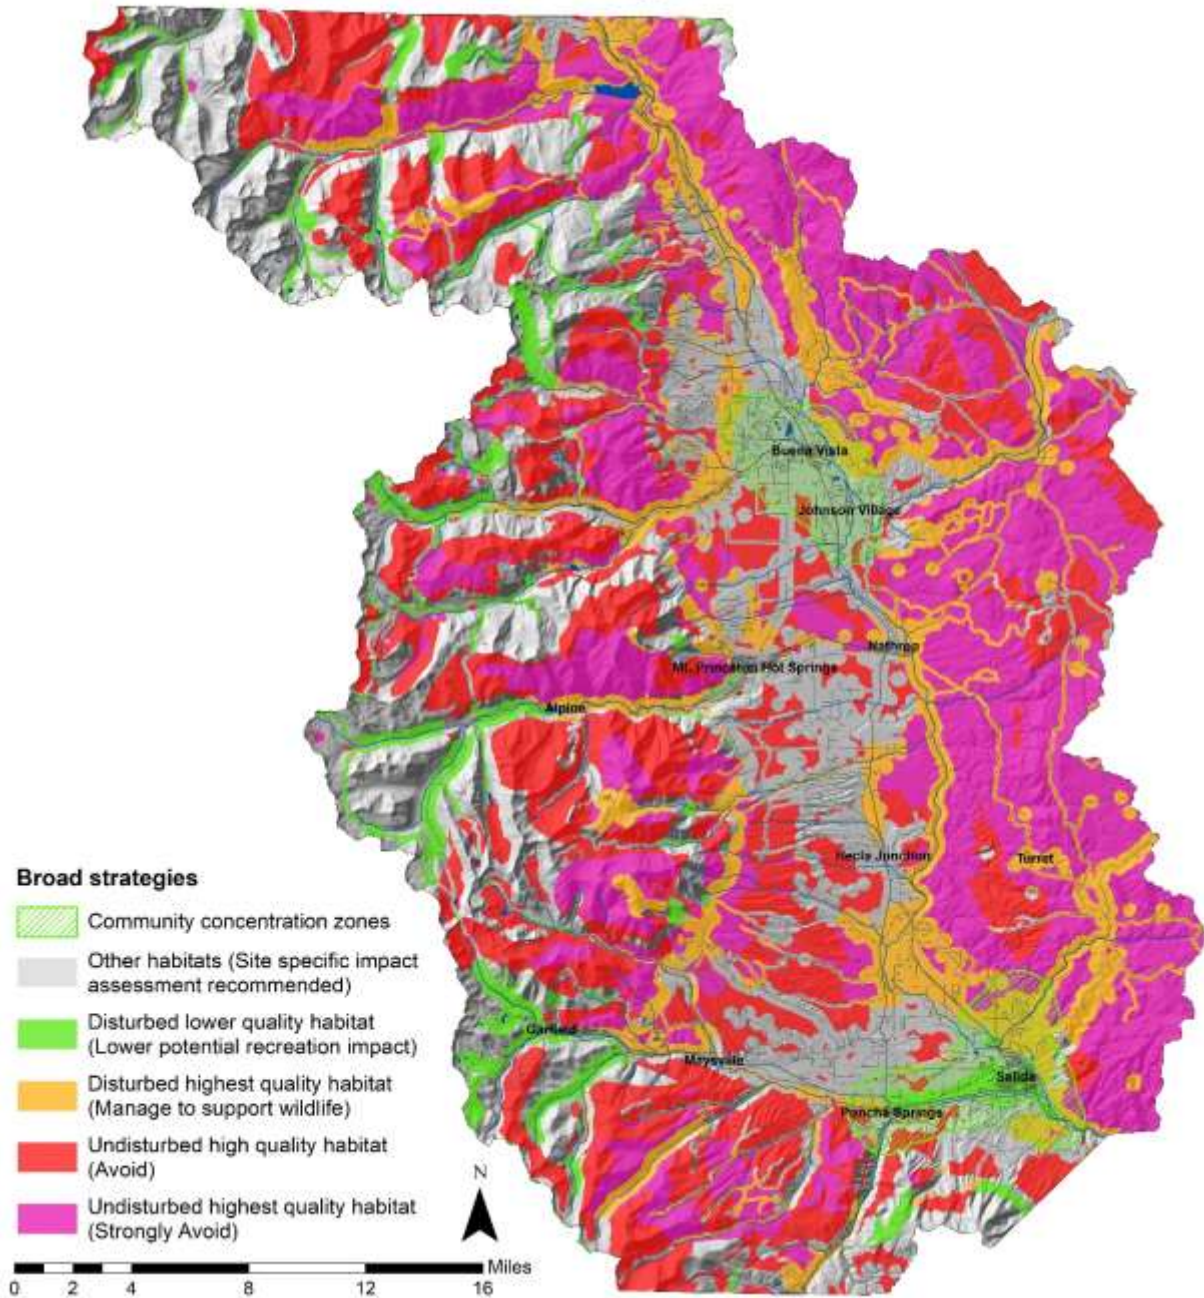 Buena Vista
Johnson Village
Nathrop
Mt. Princeton Hot Springs
Alpine
Hecla Junction
Turret
Garfield
Maysville
Salida
Poncha Springs
Broad strategies
Community concentration zones
Other habitats (Site specific impact
assessment recommended)
Disturbed lower quality habitat
(Lower potential recreation impact)
Disturbed highest quality habitat
(Manage to support wildlife)
Undisturbed high quality habitat
(Avoid)
Undisturbed highest quality habitat
(Strongly Avoid)
N
Miles
0 2 4 8 12 16